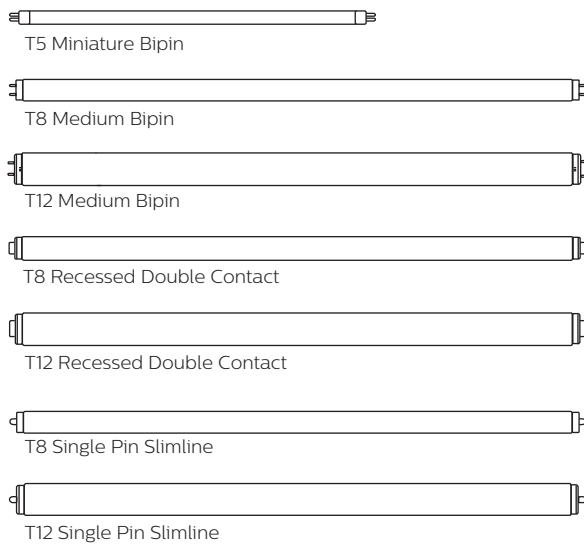 T5 Miniature Bipin
T8 Medium Bipin
T12 Medium Bipin
T8 Recessed Double Contact
T12 Recessed Double Contact
T8 Single Pin Slimline
T12 Single Pin Slimline